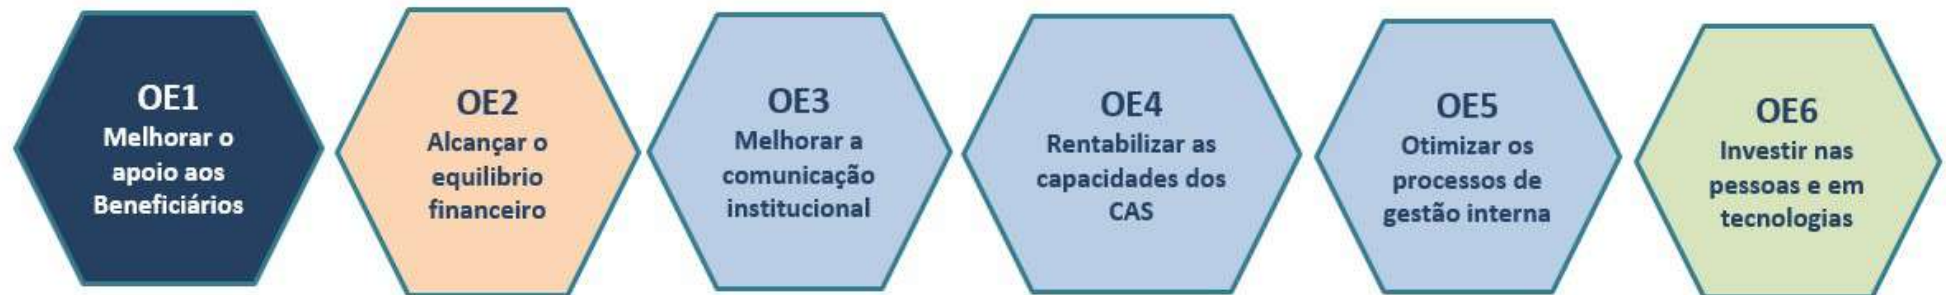 OE1
Melhorar o
apoio aos
Beneficiários
OE2
Alcançar o
equilibrio
financeiro
OE3
Melhorar a
comunicação
institucional
OE4
Rentabilizar as
capacidades dos
CAS
OE5
Otimizar os
processos de
gestão interna
OE6
Investir nas
pessoas e em
tecnologias